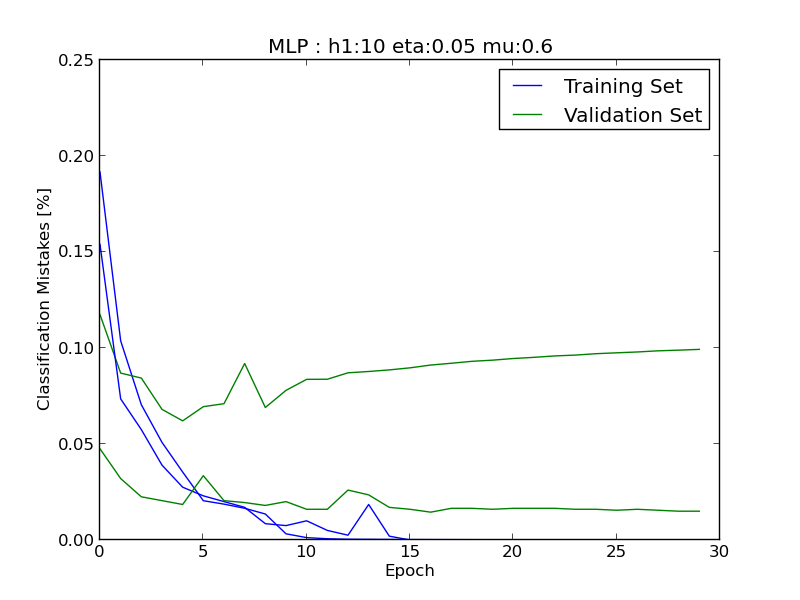 MLP : h1:10 eta:0.05 mu:0.6
Training Set
Validation Set
Classification Mistakes [%]
0.25
0.20
0.15
0.10
0.05
0.00
0 5 10 15 20 25 30
Epoch